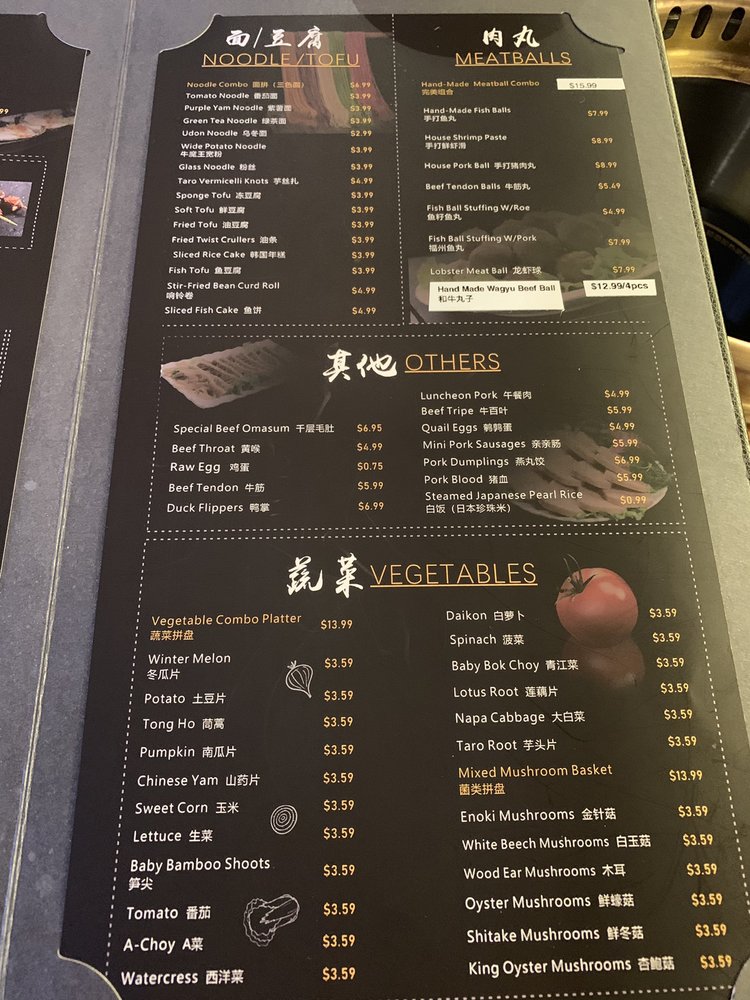 面/豆腐
NOODLE/TOFU
Noodle Combo 面拼（三色面） $6.99
Tomato Noodle 番茄面 $3.99
Purple Yam Noodle 紫薯面 $3.99
Green Tea Noodle 绿茶面 $3.99
Udon Noodle 乌冬面 $2.99
Wide Potato Noodle $3.99
牛魔王宽粉
Glass Noodle 粉丝 $3.99
Taro Vermicelli Knots 芋丝扎 $4.99
Sponge Tofu 冻豆腐 $3.99
Soft Tofu 鲜豆腐 $3.99
Fried Tofu 油豆腐 $3.99
Fried Twist Crullers 油条 $3.99
Sliced Rice Cake 韩国年糕 $3.99
Fish Tofu 鱼豆腐 $3.99
Stir-Fried Bean Curd Roll $4.99
响铃卷
Sliced Fish Cake 鱼饼 $4.99
肉丸
MEATBALLS
Hand-Made Meatball Combo $15.99
完美组合
Hand-Made Fish Balls $7.99
手打鱼丸
House Shrimp Paste $8.99
手打鲜虾滑
House Pork Ball 手打猪肉丸 $8.99
Beef Tendon Balls 牛筋丸 $5.49
Fish Ball Stuffing W/Roe $4.99
鱼籽鱼丸
Fish Ball Stuffing W/Pork $7.99
福州鱼丸
Lobster Meat Ball 龙虾球 $7.99
Hand Made Wagyu Beef Ball $12.99/4pcs
和牛丸子
其他 OTHERS
Special Beef Omasum 千层毛肚 $6.95
Beef Throat 黄喉 $4.99
Raw Egg 鸡蛋 $0.75
Beef Tendon 牛筋 $5.99
Duck Flippers 鸭掌 $6.99
Luncheon Pork 午餐肉 $4.99
Beef Tripe 牛百叶 $5.99
Quail Eggs 鹌鹑蛋 $4.99
Mini Pork Sausages 亲亲肠 $5.99
Pork Dumplings 燕丸饺 $6.99
Pork Blood 猪血 $5.99
Steamed Japanese Pearl Rice $0.99
白饭（日本珍珠米）
蔬菜 VEGETABLES
Vegetable Combo Platter $13.99
蔬菜拼盘
Winter Melon $3.59
冬瓜片
Potato 土豆片 $3.59
Tong Ho 茼蒿 $3.59
Pumpkin 南瓜片 $3.59
Chinese Yam 山药片 $3.59
Sweet Corn 玉米 $3.59
Lettuce 生菜 $3.59
Baby Bamboo Shoots $3.59
笋尖
Tomato 番茄 $3.59
A-Choy A菜 $3.59
Watercress 西洋菜 $3.59
Daikon 白萝卜 $3.59
Spinach 菠菜 $3.59
Baby Bok Choy 青江菜 $3.59
Lotus Root 莲藕片 $3.59
Napa Cabbage 大白菜 $3.59
Taro Root 芋头片 $3.59
Mixed Mushroom Basket $13.99
菌类拼盘
Enoki Mushrooms 金针菇 $3.59
White Beech Mushrooms 白玉菇 $3.59
Wood Ear Mushrooms 木耳 $3.59
Oyster Mushrooms 鲜蠔菇 $3.59
Shitake Mushrooms 鲜冬菇 $3.59
King Oyster Mushrooms 杏鲍菇 $3.59